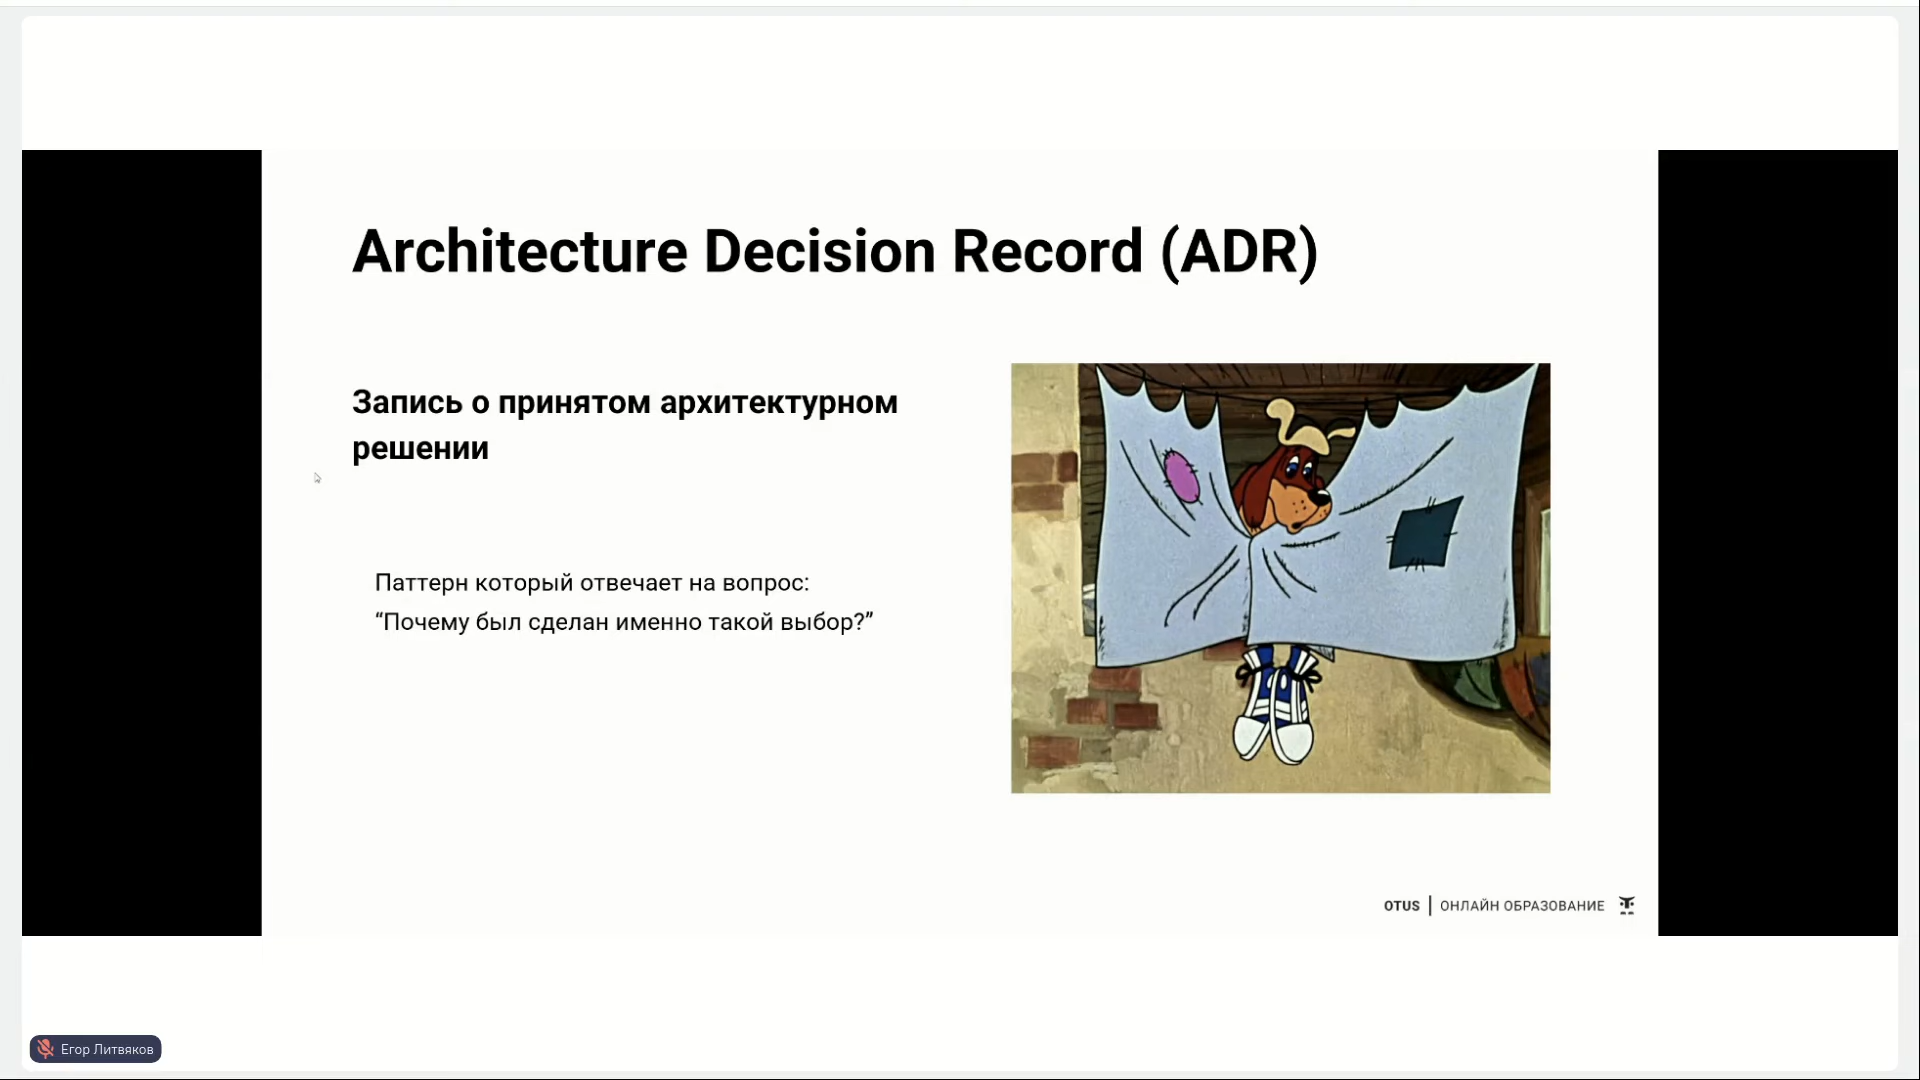 Architecture Decision Record (ADR)
Запись о принятом архитектурном
решении
Паттерн который отвечает на вопрос:
“Почему был сделан именно такой выбор?”
OTUS | ОНЛАЙН ОБРАЗОВАНИЕ
Егор Литвяков